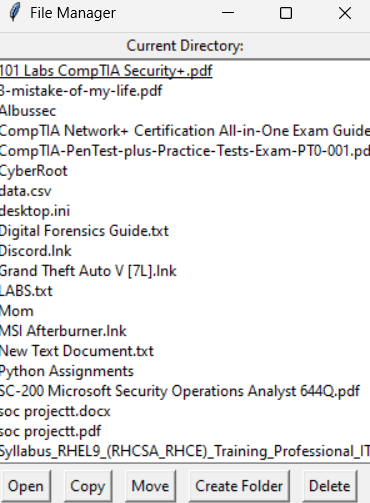 File Manager
Current Directory:
101 Labs CompTIA Security+.pdf
3-mistake-of-my-life.pdf
Albussec
CompTIA Network+ Certification All-in-One Exam Guide
CompTIA-PenTest-plus-Practice-Tests-Exam-PT0-001.pd
CyberRoot
data.csv
desktop.ini
Digital Forensics Guide.txt
Discord.lnk
Grand Theft Auto V [7L].lnk
LABS.txt
Mom
MSI Afterburner.lnk
New Text Document.txt
Python Assignments
SC-200 Microsoft Security Operations Analyst 644Q.pdf
soc projectt.docx
soc projectt.pdf
Syllabus_RHEL9_(RHCSA_RHCE)_Training_Professional_IT
Open Copy Move Create Folder Delete